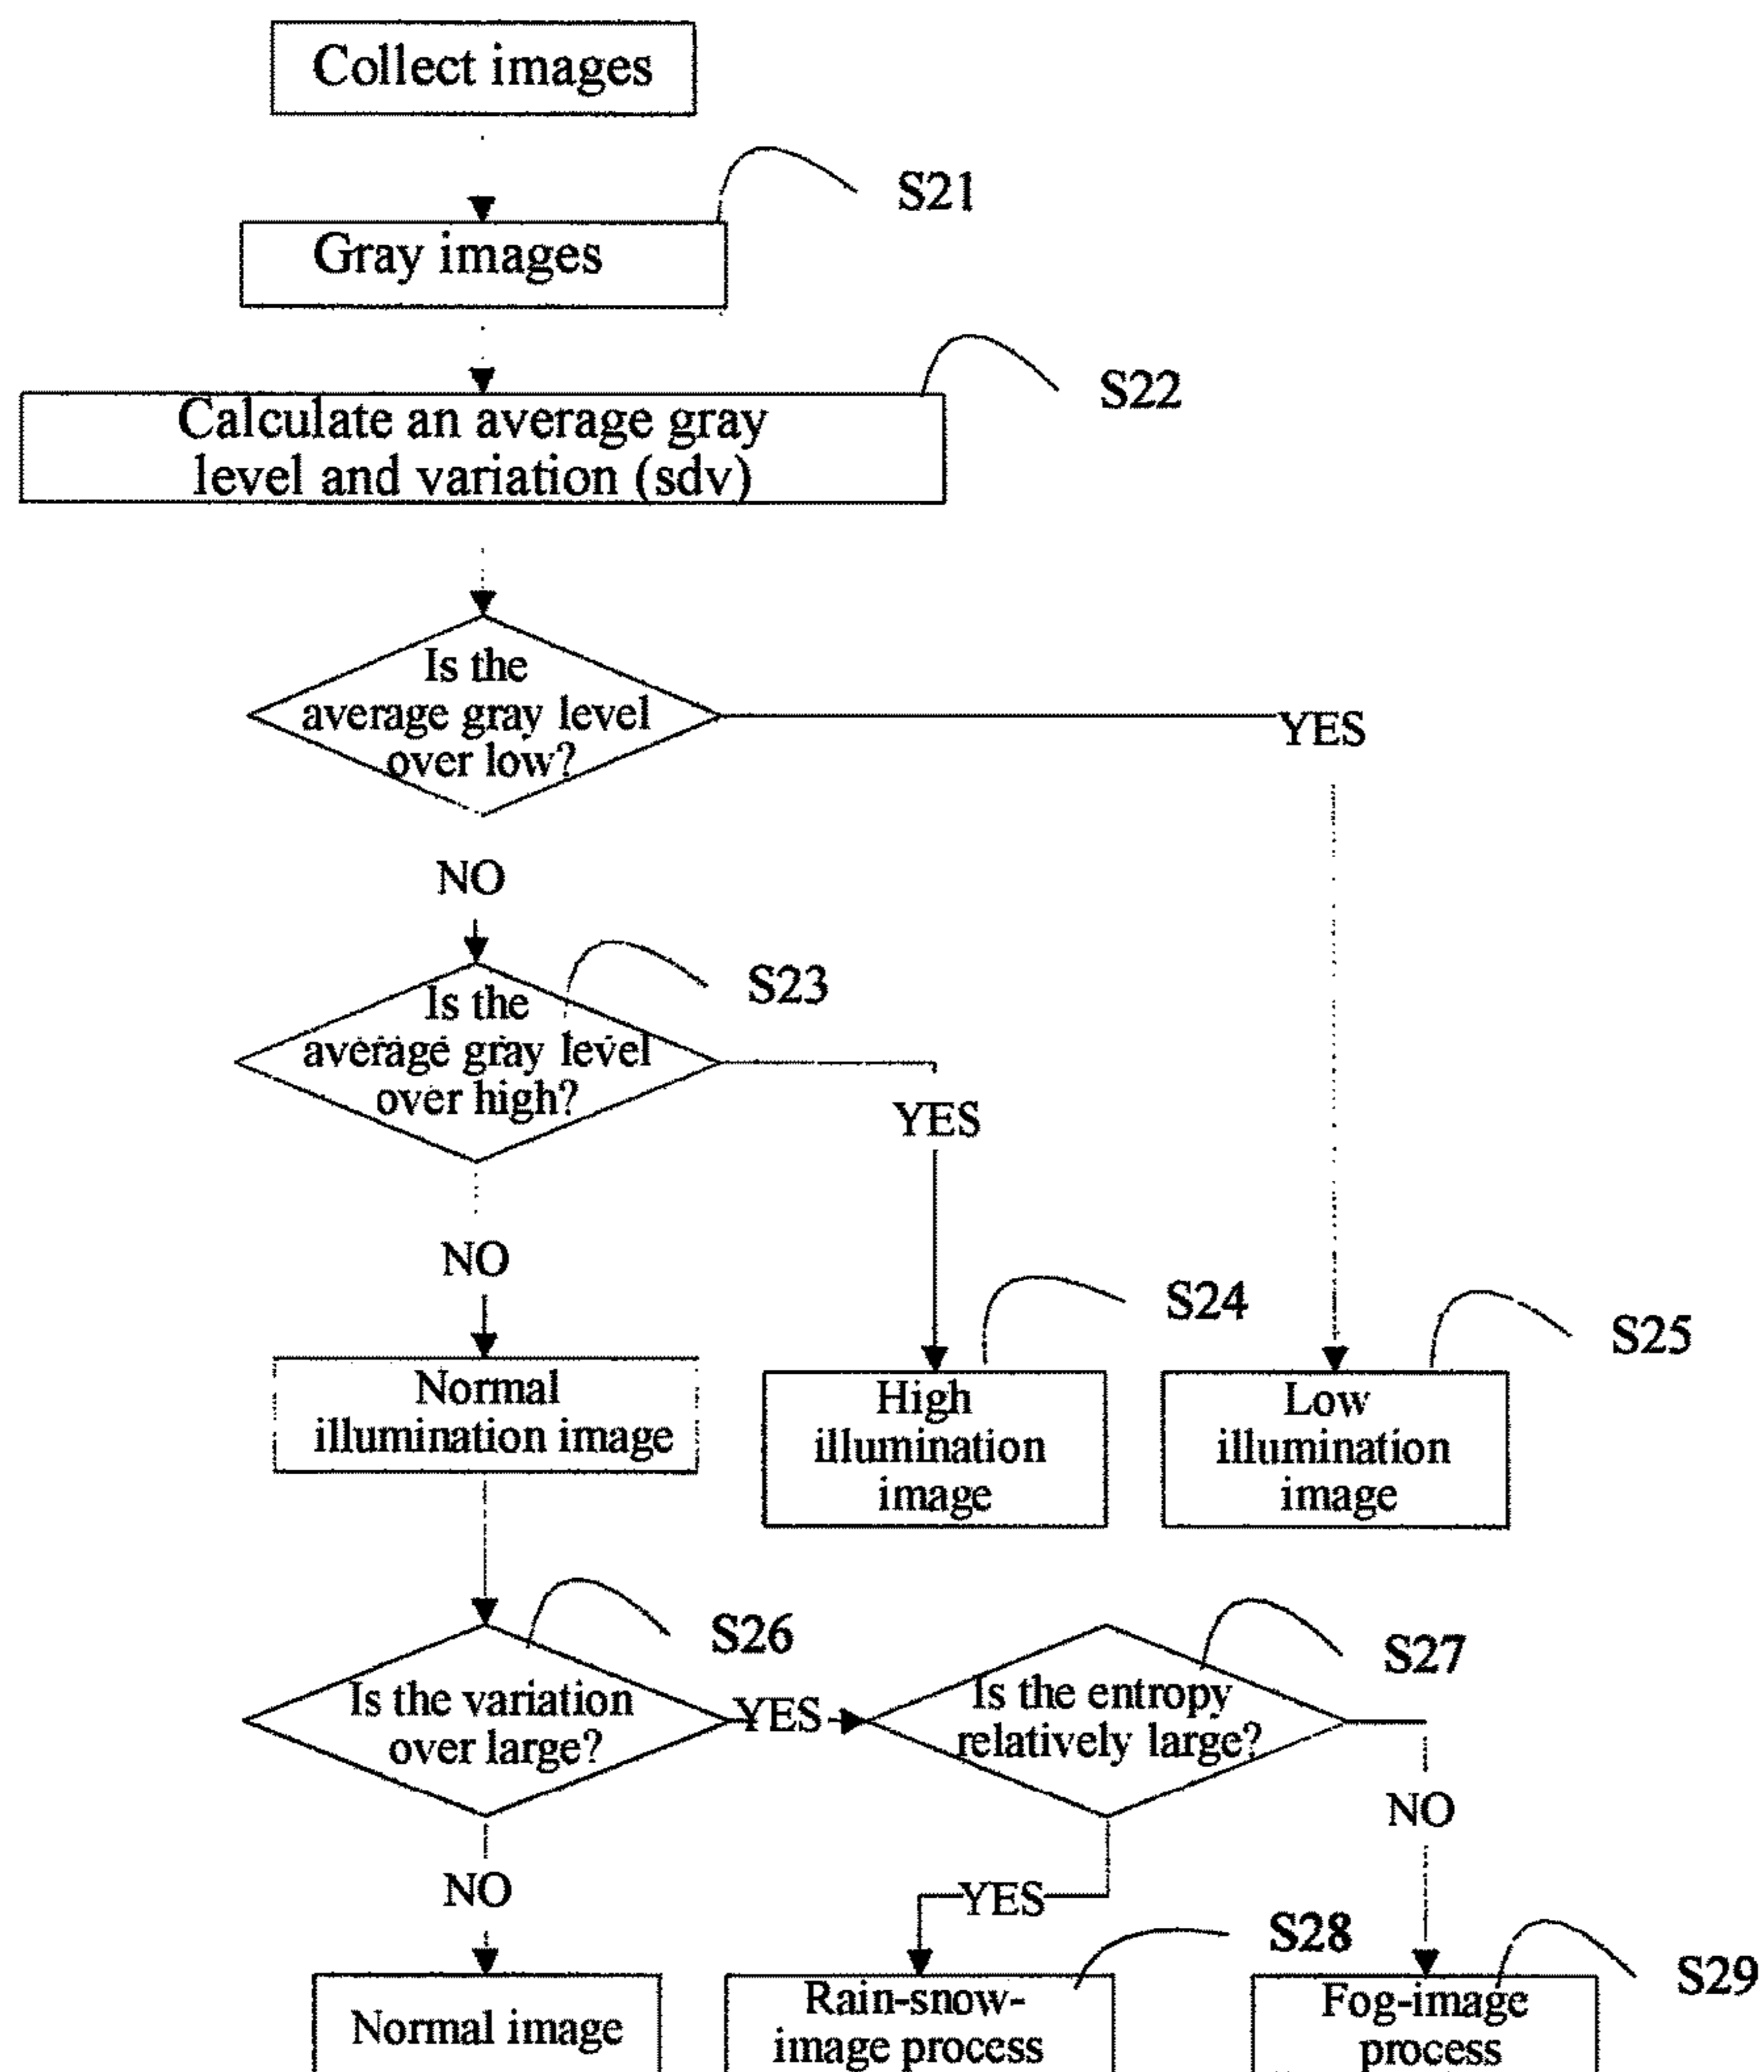 Collect images
S21
Gray images
S22
Calculate an average gray
level and variation (sdv)
Is the
average gray level
over low?
YES
NO
S23
Is the
average gray level
over high?
YES
NO
S24
S25
Normal
illumination image
High
illumination
image
Low
illumination
image
S26
S27
Is the variation
over large?
YES
Is the entropy
relatively large?
NO
NO
YES
S28
S29
Normal image
Rain-snow-
image process
Fog-image
process